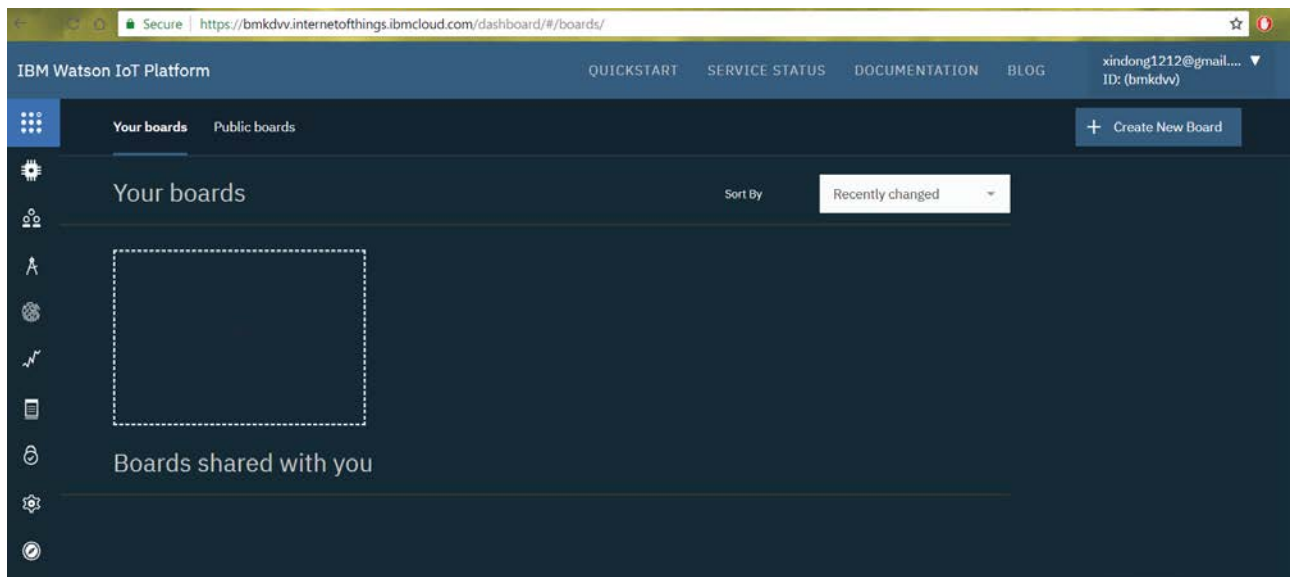 Secure | https://bmkdvv.internetofthings.ibmcloud.com/dashboard/#/boards/
IBM Watson IoT Platform QUICKSTART SERVICE STATUS DOCUMENTATION BLOG xindong1212@gmail....
ID: (bmkdvv)
Your boards Public boards + Create New Board
Your boards Sort By Recently changed
Boards shared with you